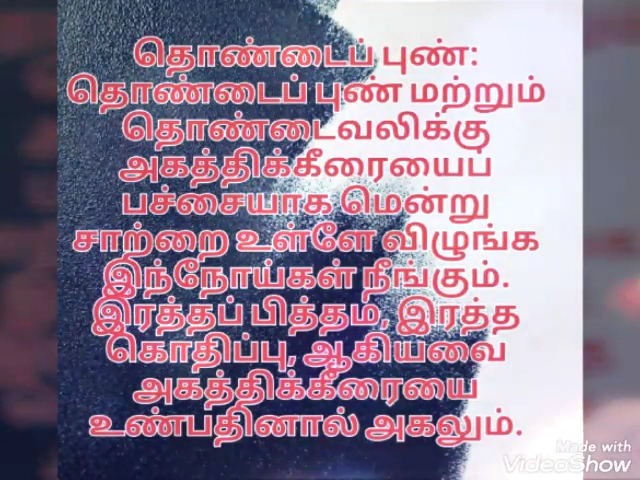 தொண்டைப் புண்:
தொண்டைப் புண் மற்றும்
தொண்டைவலிக்கு
அகத்திக்கீரையைப்
பச்சையாக மென்று
சாற்றை உள்ளே விழுங்க
இந்நோய்கள் நீங்கும்.
இரத்தப் பித்தம், இரத்த
கொதிப்பு, ஆகியவை
அகத்திக்கீரையை
உண்பதினால் அகலும்.
Made with
VideoShow